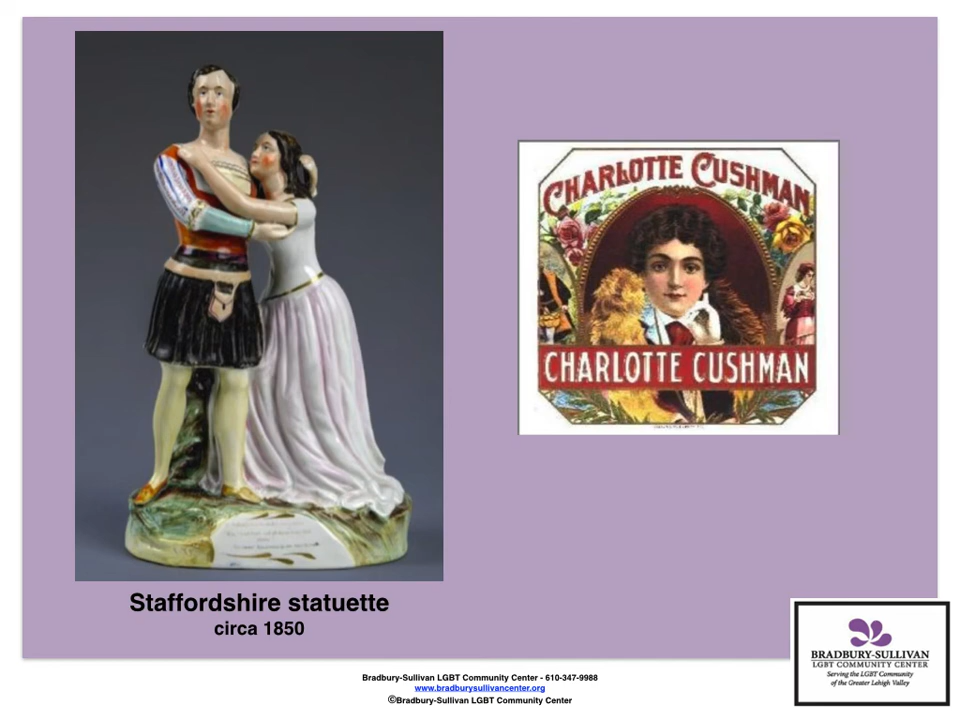 CHARLOTTE CUSHMAN
CHARLOTTE CUSHMAN
Staffordshire statuette
circa 1850
BRADBURY-SULLIVAN
LGBT COMMUNITY CENTER
Serving the LGBT Community
of the Greater Lehigh Valley
Bradbury-Sullivan LGBT Community Center - 610-347-9988
www.bradburysullivancenter.org
©Bradbury-Sullivan LGBT Community Center